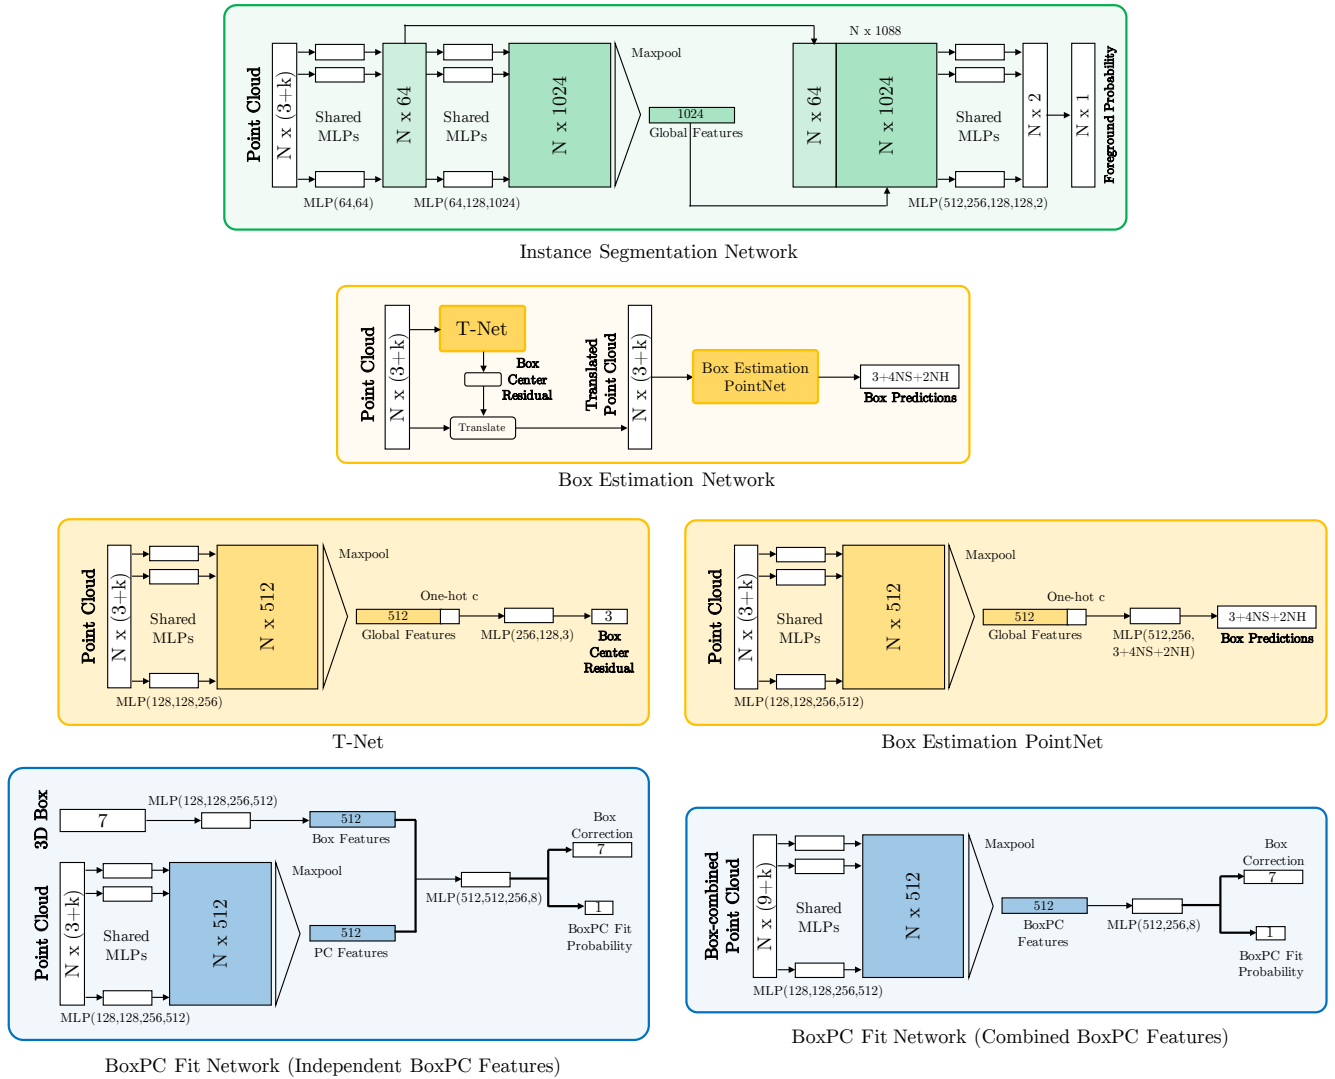 Point Cloud
N x (3+k)
Shared
MLPs
MLP(64,64)
N x 64
Shared
MLPs
MLP(64,128,1024)
N x 1024
Maxpool
1024
Global Features
N x 1088
N x 64
N x 1024
Shared
MLPs
MLP(512,256,128,128,2)
N x 2
N x 1
Foreground Probability
Instance Segmentation Network
Point Cloud
N x (3+k)
T-Net
Box
Center
Residual
Translate
Translated
Point Cloud
N x (3+k)
Box Estimation
PointNet
3+4NS+2NH
Box Predictions
Box Estimation Network
Point Cloud
N x (3+k)
Shared
MLPs
MLP(128,128,256)
N x 512
Maxpool
One-hot c
512
Global Features
MLP(256,128,3)
3
Box
Center
Residual
T-Net
Point Cloud
N x (3+k)
Shared
MLPs
MLP(128,128,256,512)
N x 512
Maxpool
One-hot c
512
Global Features
MLP(512,256,
3+4NS+2NH)
3+4NS+2NH
Box Predictions
Box Estimation PointNet
3D Box
7
MLP(128,128,256,512)
512
Box Features
Point Cloud
N x (3+k)
Shared
MLPs
MLP(128,128,256,512)
N x 512
Maxpool
512
PC Features
MLP(512,512,256,8)
Box
Correction
7
1
BoxPC Fit
Probability
BoxPC Fit Network (Independent BoxPC Features)
Box-combined
Point Cloud
N x (9+k)
Shared
MLPs
MLP(128,128,256,512)
N x 512
Maxpool
512
BoxPC
Features
MLP(512,256,8)
Box
Correction
7
1
BoxPC Fit
Probability
BoxPC Fit Network (Combined BoxPC Features)